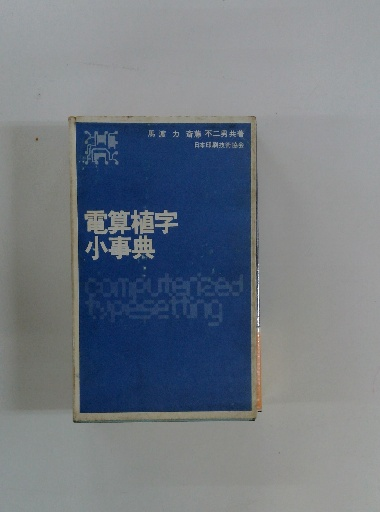 馬渡 力 斎藤 不二男共著
日本印刷技術協会
電算植字
小事典
computerized
typesetting